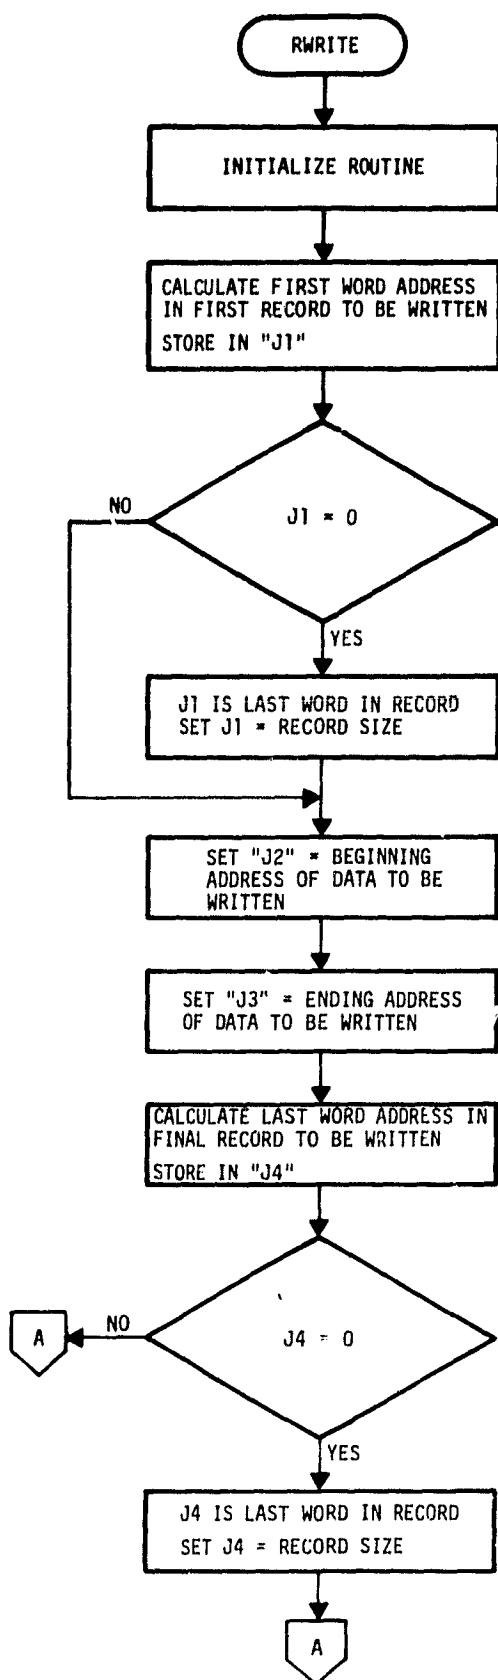 RWRITE
INITIALIZE ROUTINE
CALCULATE FIRST WORD ADDRESS
IN FIRST RECORD TO BE WRITTEN
STORE IN "J1"
NO
J1 = 0
YES
J1 IS LAST WORD IN RECORD
SET J1 = RECORD SIZE
SET "J2" = BEGINNING
ADDRESS OF DATA TO BE
WRITTEN
SET "J3" = ENDING ADDRESS
OF DATA TO BE WRITTEN
CALCULATE LAST WORD ADDRESS IN
FINAL RECORD TO BE WRITTEN
STORE IN "J4"
A
NO
J4 = 0
YES
J4 IS LAST WORD IN RECORD
SET J4 = RECORD SIZE
A